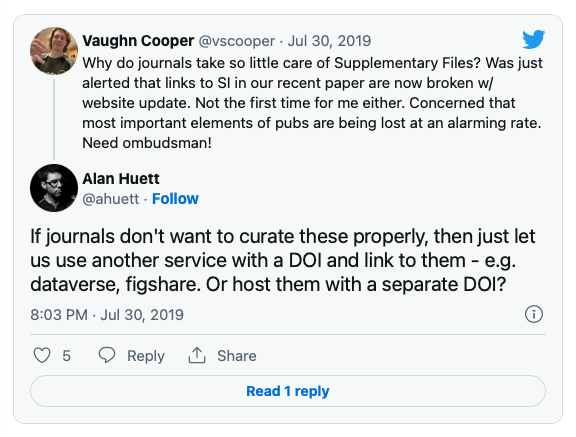 Vaughn Cooper @vscooper · Jul 30, 2019
Why do journals take so little care of Supplementary Files? Was just
alerted that links to SI in our recent paper are now broken w/
website update. Not the first time for me either. Concerned that
most important elements of pubs are being lost at an alarming rate.
Need ombudsman!
Alan Huett
@ahuett · Follow
If journals don't want to curate these properly, then just let
us use another service with a DOI and link to them - e.g.
dataverse, figshare. Or host them with a separate DOI?
8:03 PM · Jul 30, 2019
5 Reply Share
Read 1 reply